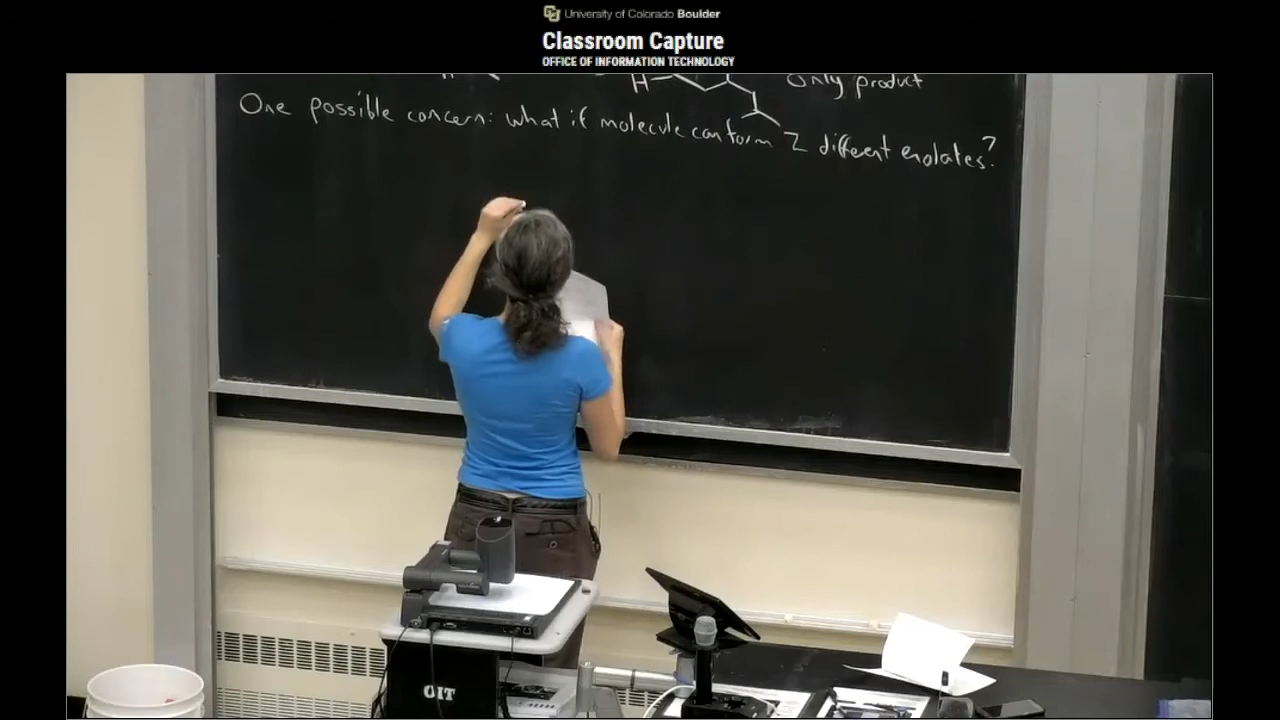 University of Colorado Boulder
Classroom Capture
OFFICE OF INFORMATION TECHNOLOGY
H
H
Only product
One possible concern: what if molecule can form 2 different enolates?
OIT